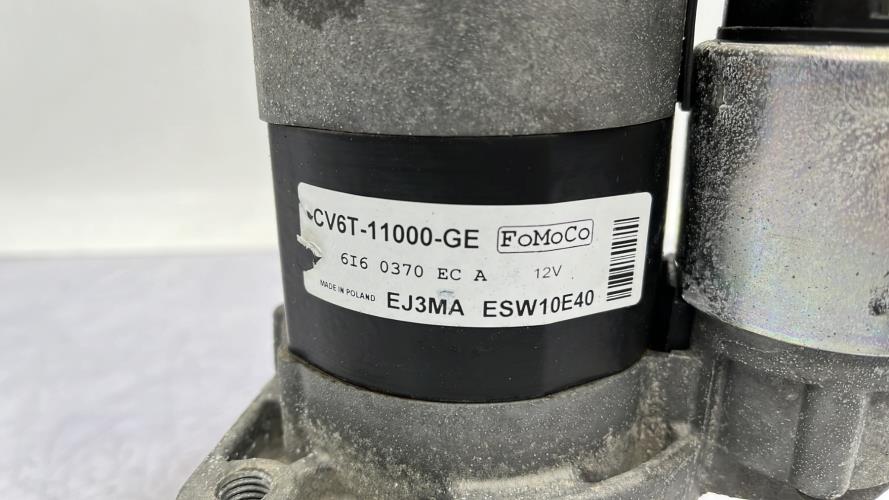 CV6T-11000-GE FoMoCo
6I6 0370 EC A 12V
MADE IN POLAND EJ3MA ESW10E40